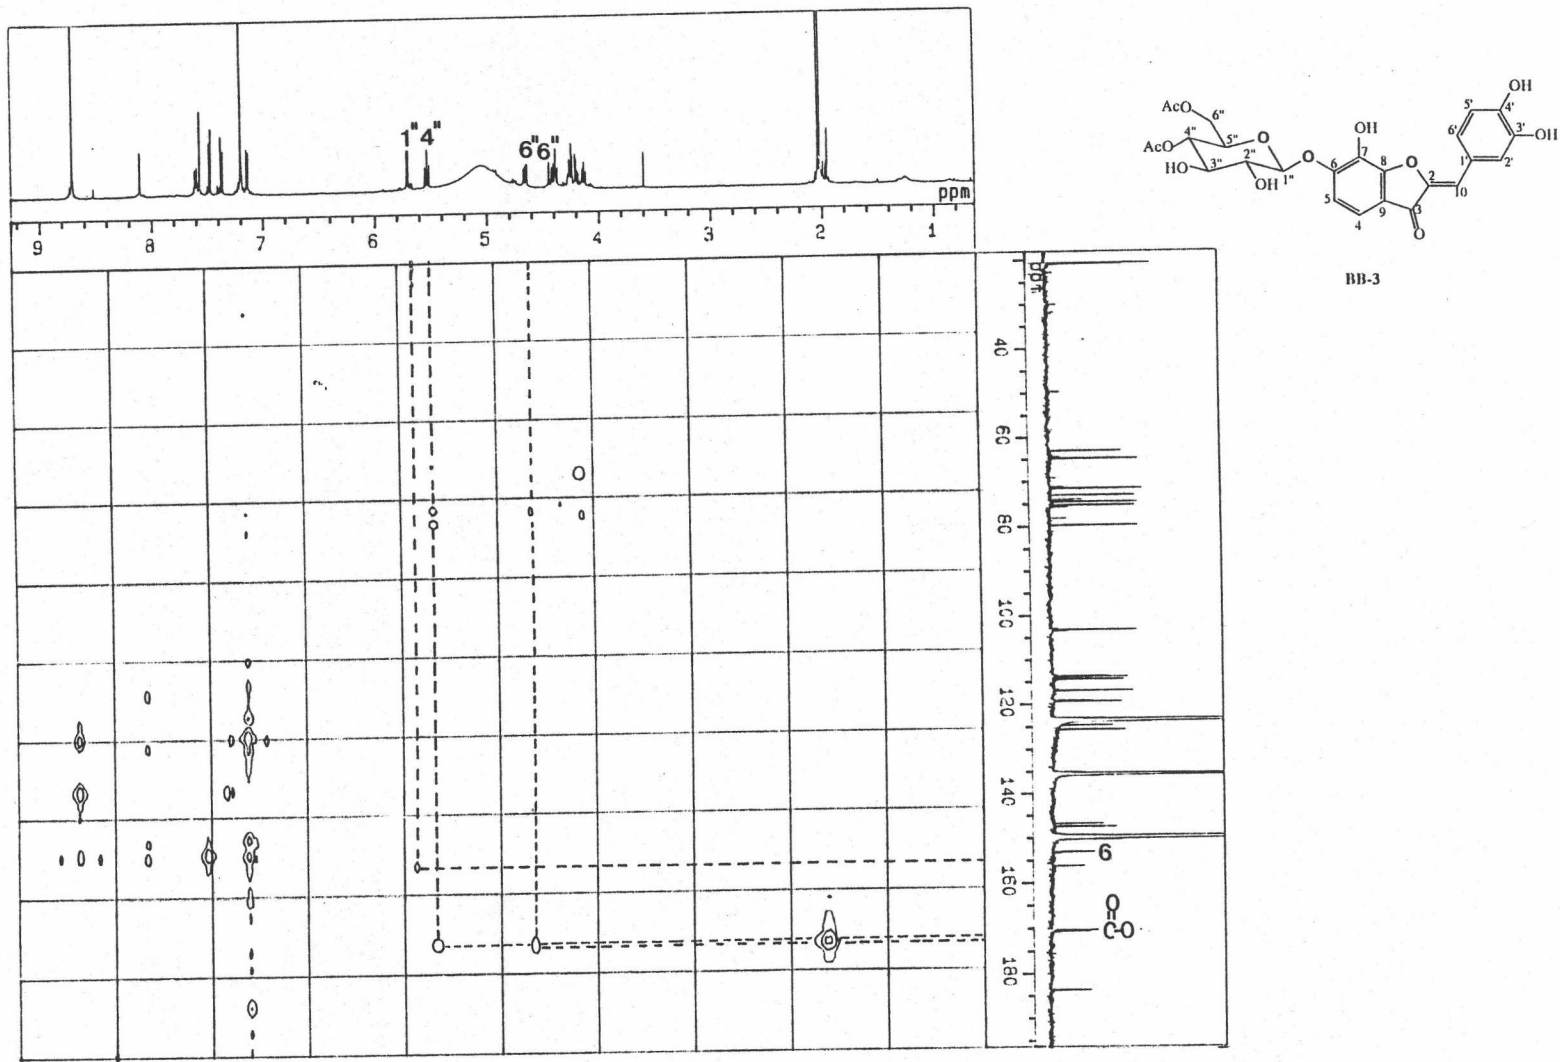 1" 4" 6" 6"
ppm
9 8 7 6 5 4 3 2 1
ppm
40
60
80
100
120
140
160
180
6
O
C-O
OH
5' 4'
AcO 6" OH 6' 3' OH
4" 5" O 7 1' 2'
AcO O 6 8 O 2
HO 3" 2" OH 1" 5 9 3 10
4 O
BB-3